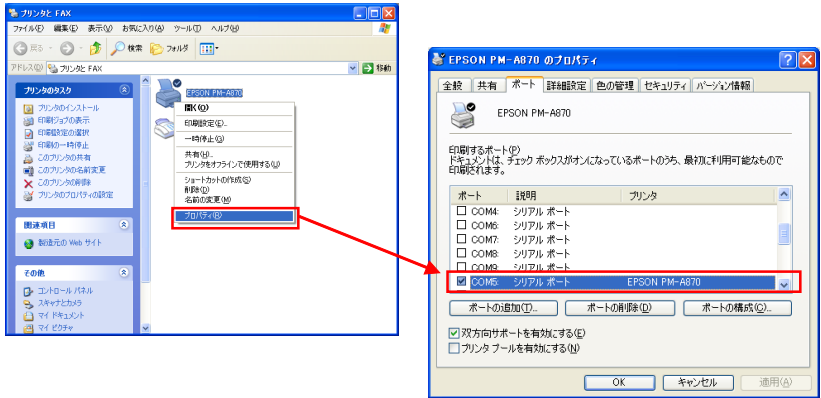 プリンタと FAX
ファイル(F) 編集(E) 表示(V) お気に入り(A) ツール(T) ヘルプ(H)
戻る 検索 フォルダ
アドレス(D) プリンタと FAX 移動
プリンタのタスク
プリンタのインストール
印刷ジョブの表示
印刷設定の選択
印刷の一時停止
このプリンタの共有
このプリンタの名前変更
このプリンタの削除
プリンタのプロパティの設定
関連項目
製造元の Web サイト
その他
コントロール パネル
スキャナとカメラ
マイ ドキュメント
マイ ピクチャ
EPSON PM-A870
開く(O)
印刷設定(E)...
一時停止(G)
共有(H)...
プリンタをオフラインで使用する(U)
ショートカットの作成(S)
削除(D)
名前の変更(M)
プロパティ(R)
EPSON PM-A870 のプロパティ
全般 共有 ポート 詳細設定 色の管理 セキュリティ バージョン情報
EPSON PM-A870
印刷するポート(P)
ドキュメントは、チェック ボックスがオンになっているポートのうち、最初に利用可能なもので
印刷されます。
ポート 説明 プリンタ
COM4: シリアル ポート
COM6: シリアル ポート
COM7: シリアル ポート
COM8: シリアル ポート
COM9: シリアル ポート
COM5: シリアル ポート EPSON PM-A870
ポートの追加(T)... ポートの削除(D) ポートの構成(C)...
双方向サポートを有効にする(E)
プリンタ プールを有効にする(N)
OK キャンセル 適用(A)